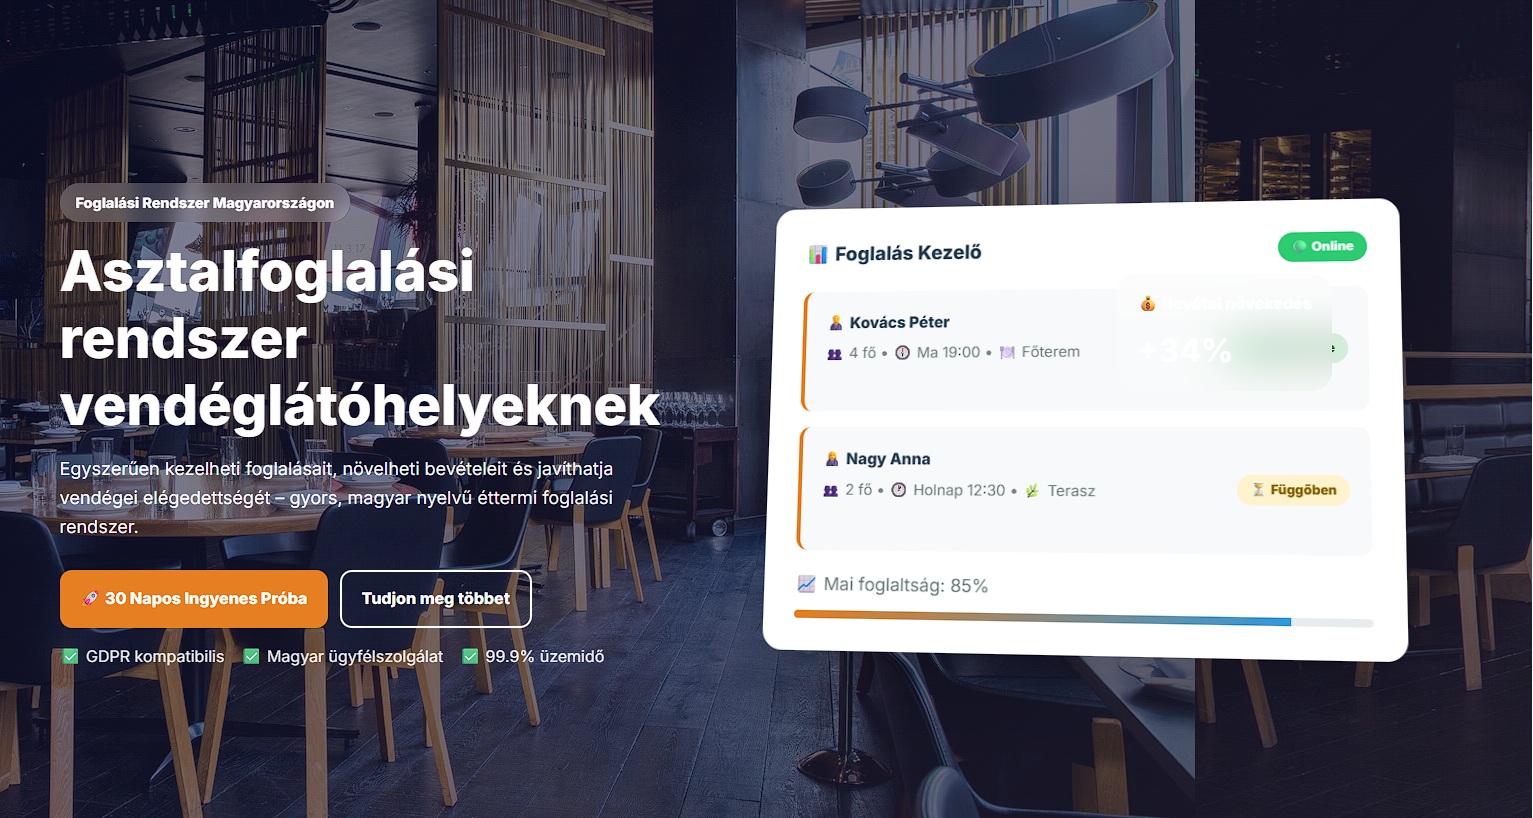 Foglalási Rendszer Magyarországon
Asztalfoglalási
rendszer
vendéglátóhelyeknek
Egyszerűen kezelheti foglalásait, növelheti bevételeit és javíthatja
vendégei elégedettségét – gyors, magyar nyelvű éttermi foglalási
rendszer.
🚀 30 Napos Ingyenes Próba
Tudjon meg többet
✅ GDPR kompatibilis ✅ Magyar ügyfélszolgálat ✅ 99.9% üzemidő
📊 Foglalás Kezelő
Online
💰 Bevétel növekedés
+34%
Kovács Péter
👥 4 fő • 🕐 Ma 19:00 • 🍽️ Főterem
Nagy Anna
👥 2 fő • 🕐 Holnap 12:30 • 🌿 Terasz
⏳ Függőben
📈 Mai foglaltság: 85%